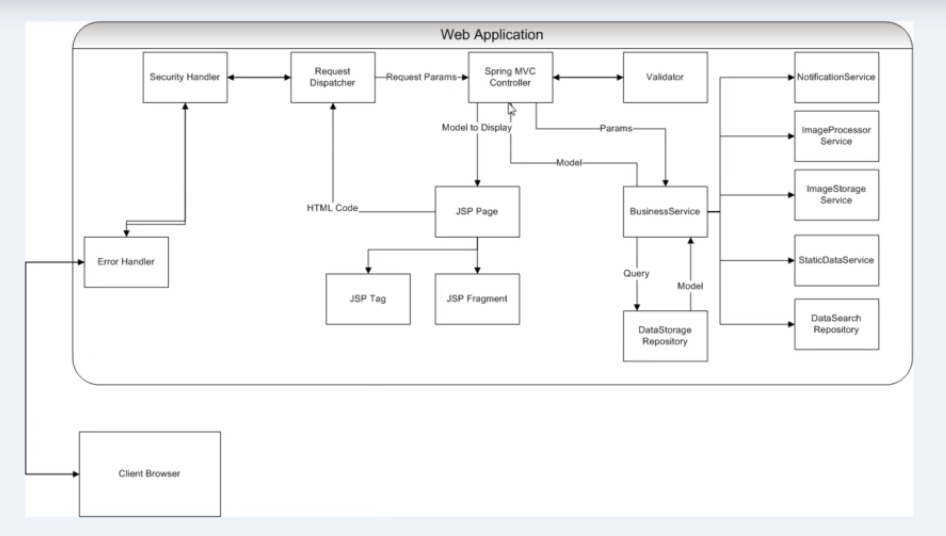 Web Application
Security Handler
Request
Dispatcher
Request Params
Spring MVC
Controller
Validator
NotificationService
Model to Display
Params
ImageProcessor
Service
Model
HTML Code
JSP Page
BusinessService
ImageStorage
Service
Error Handler
Query
Model
StaticDataService
JSP Tag
JSP Fragment
DataStorage
Repository
DataSearch
Repository
Client Browser